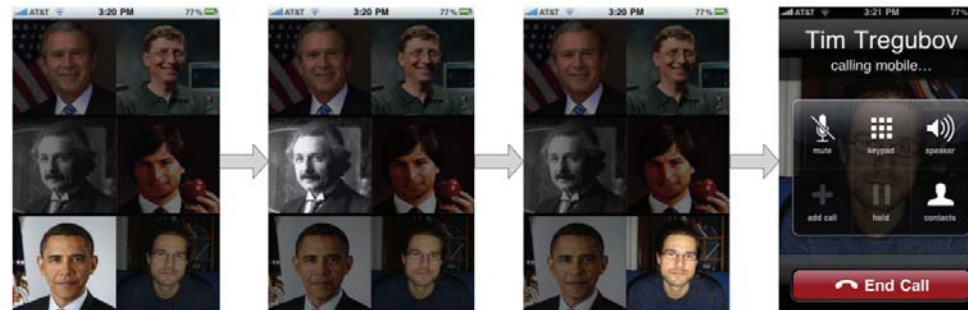 AT&T 3:20 PM 77%
AT&T 3:20 PM 77%
AT&T 3:20 PM 77%
AT&T 3:21 PM 77%
Tim Tregubov
calling mobile...
mute keypad speaker
add call hold contacts
End Call